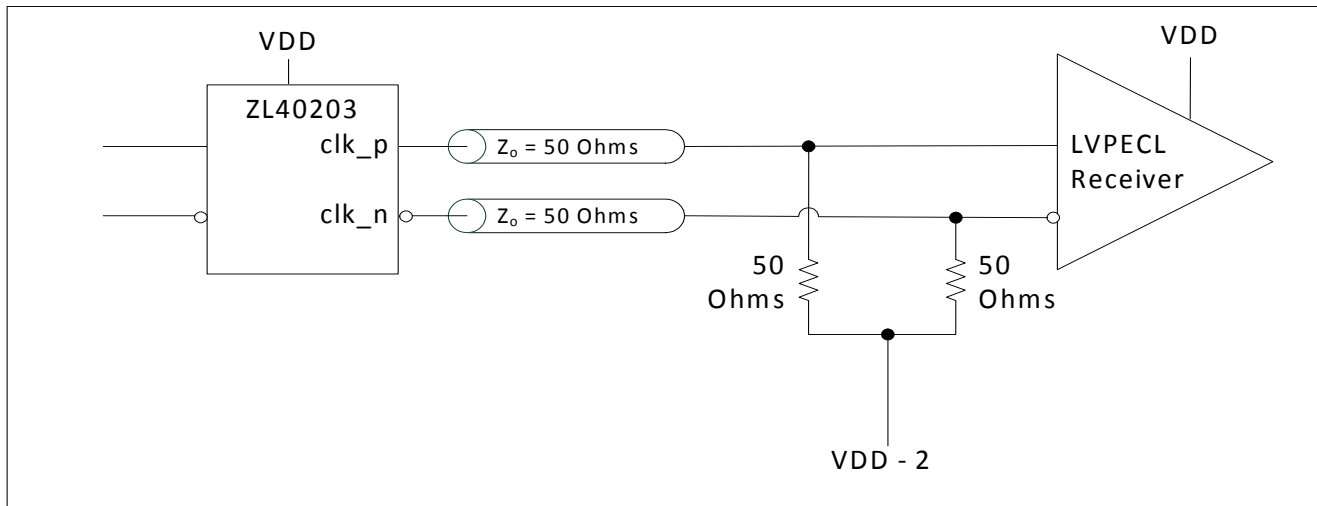 VDD
VDD
ZL40203
clk_p
Zo = 50 Ohms
LVPECL
Receiver
clk_n
Zo = 50 Ohms
50
Ohms
50
Ohms
VDD - 2